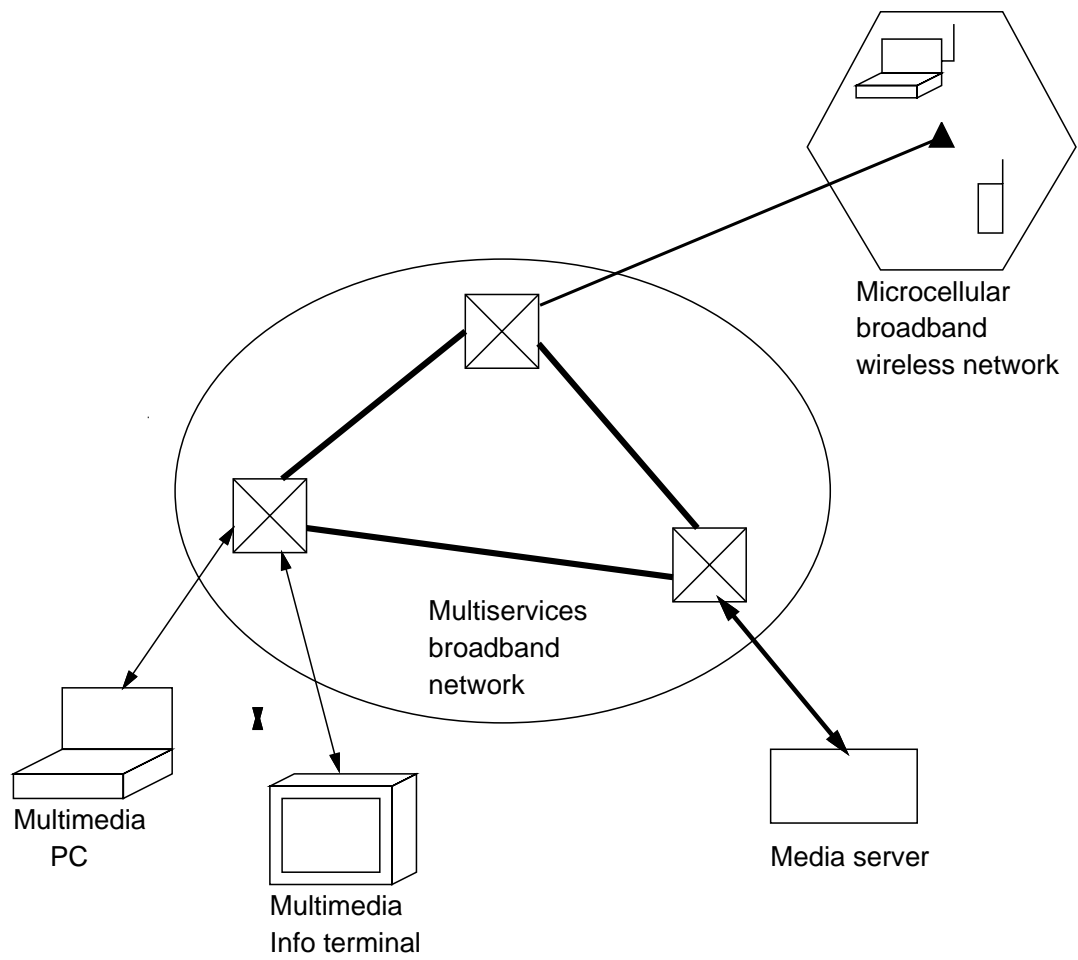 Microcellular
broadband
wireless network
Multiservices
broadband
network
Multimedia
PC
Media server
Multimedia
Info terminal